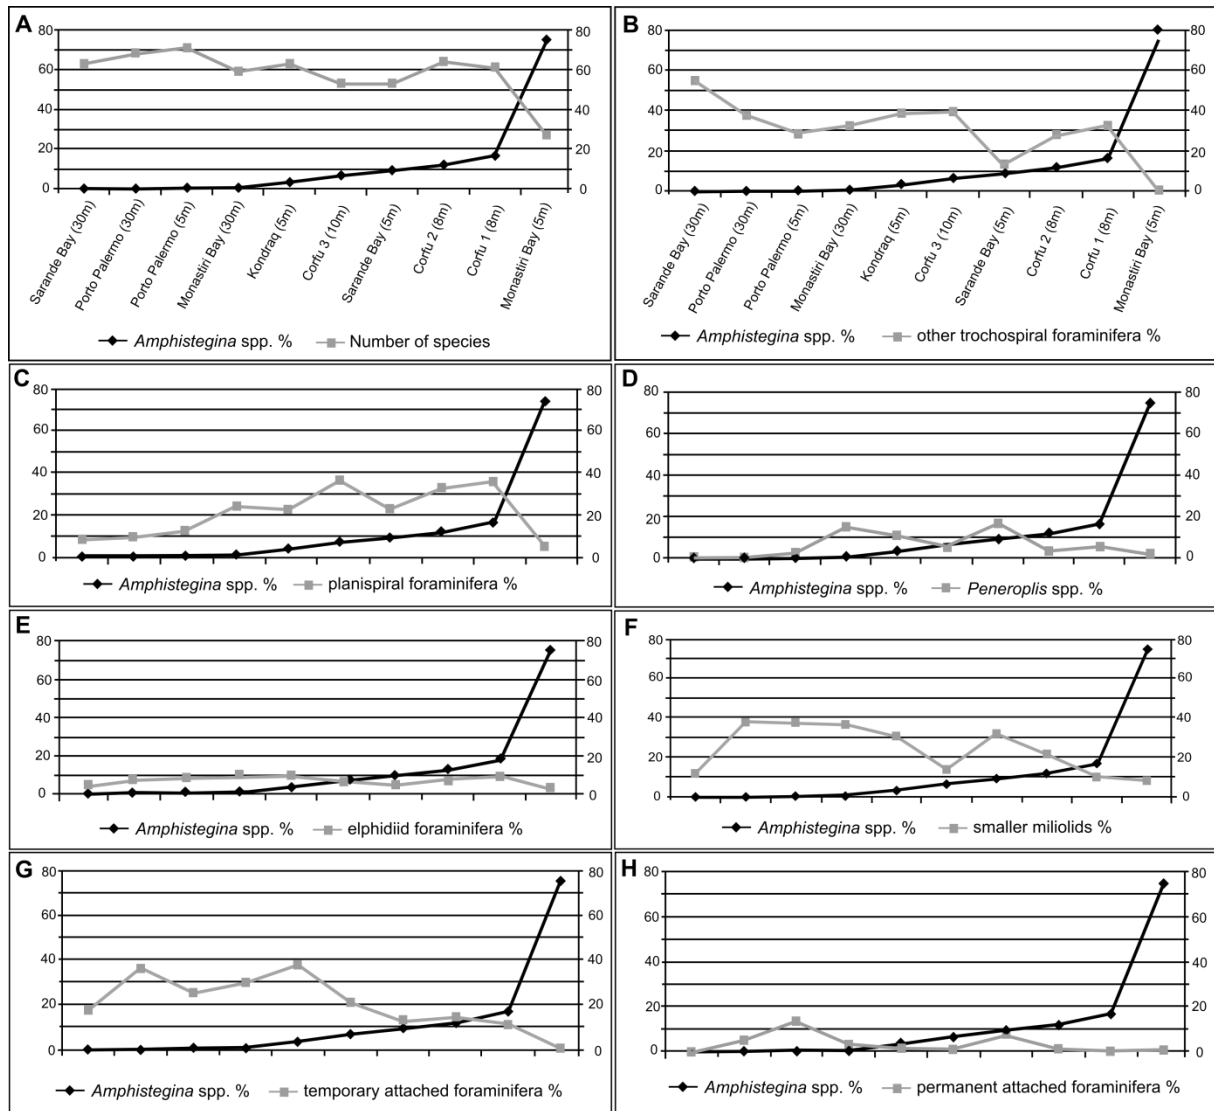 A
80 80
60 60
40 40
20 20
0 0
Sarande Bay (30m)
Porto Palermo (30m)
Porto Palermo (5m)
Monastiri Bay (30m)
Kondraq (5m)
Corfu 3 (10m)
Sarande Bay (5m)
Corfu 2 (8m)
Corfu 1 (8m)
Monastiri Bay (5m)
Amphistegina spp. % Number of species
B
80 80
60 60
40 40
20 20
0 0
Sarande Bay (30m)
Porto Palermo (30m)
Porto Palermo (5m)
Monastiri Bay (30m)
Kondraq (5m)
Corfu 3 (10m)
Sarande Bay (5m)
Corfu 2 (8m)
Corfu 1 (8m)
Monastiri Bay (5m)
Amphistegina spp. % other trochospiral foraminifera %
C
80 80
60 60
40 40
20 20
0 0
Amphistegina spp. % planispiral foraminifera %
D
80 80
60 60
40 40
20 20
0 0
Amphistegina spp. % Peneroplis spp. %
E
80 80
60 60
40 40
20 20
0 0
Amphistegina spp. % elphidiid foraminifera %
F
80 80
60 60
40 40
20 20
0 0
Amphistegina spp. % smaller miliolids %
G
80 80
60 60
40 40
20 20
0 0
Amphistegina spp. % temporary attached foraminifera %
H
80 80
60 60
40 40
20 20
0 0
Amphistegina spp. % permanent attached foraminifera %